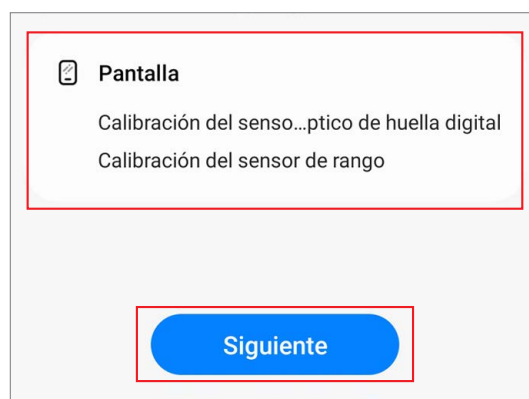 Pantalla
Calibración del senso...ptico de huella digital
Calibración del sensor de rango
Siguiente